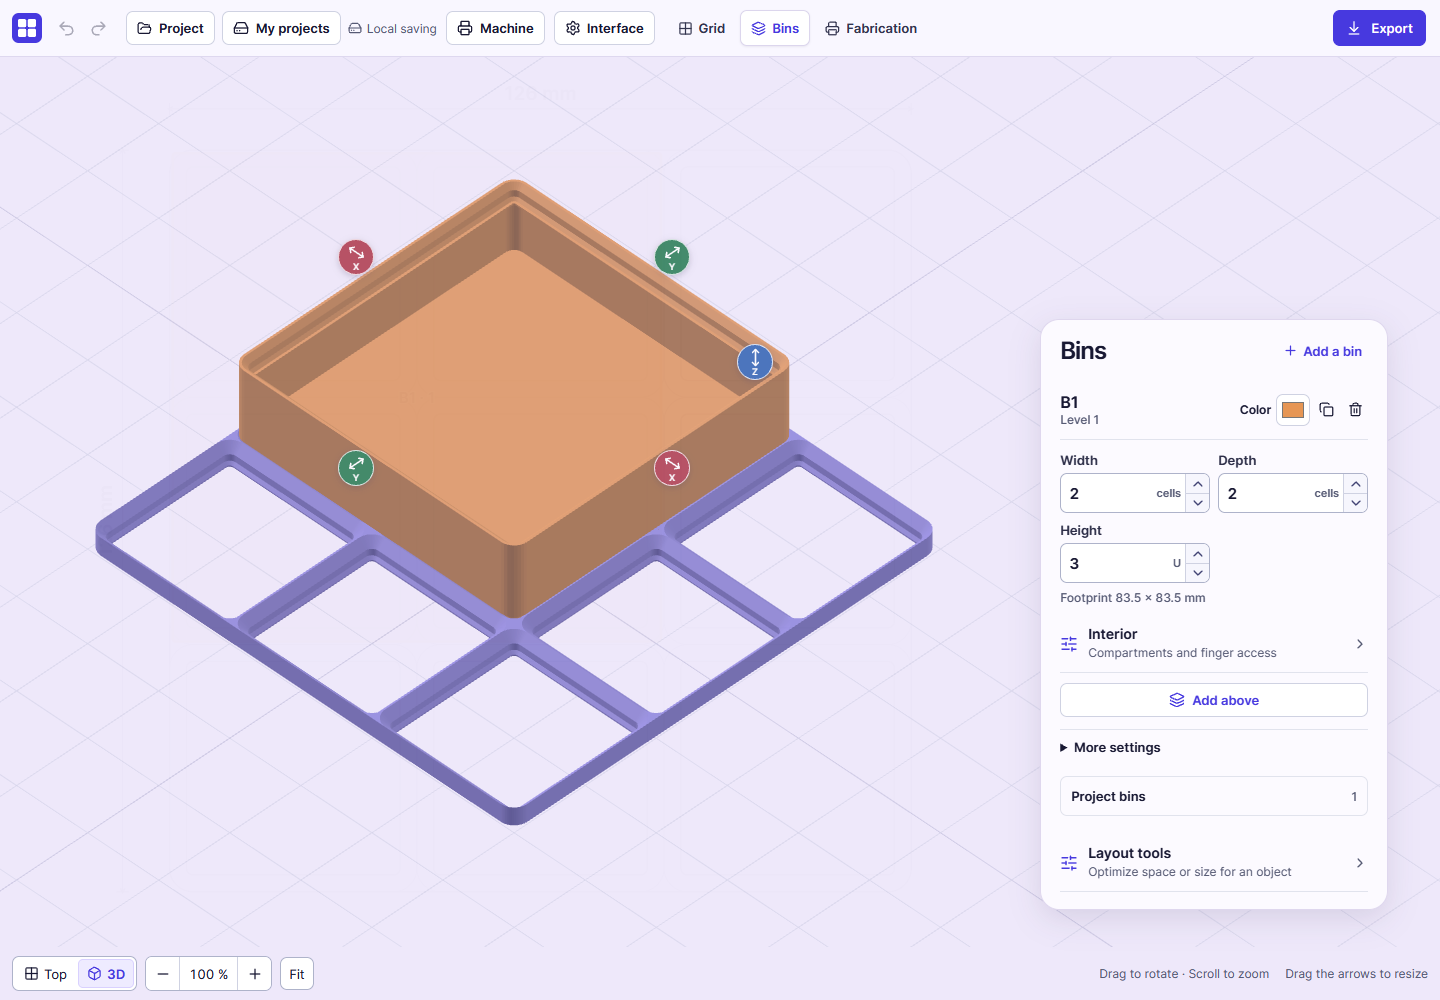 Project
My projects
Local saving
Machine
Interface
Grid
Bins
Fabrication
Export
X
Y
Z
Y
X
Bins
Add a bin
B1
Level 1
Color
Width
Depth
2 cells
2 cells
Height
3 U
Footprint 83.5 × 83.5 mm
Interior
Compartments and finger access
Add above
More settings
Project bins 1
Layout tools
Optimize space or size for an object
Top
3D
100 %
Fit
Drag to rotate · Scroll to zoom
Drag the arrows to resize